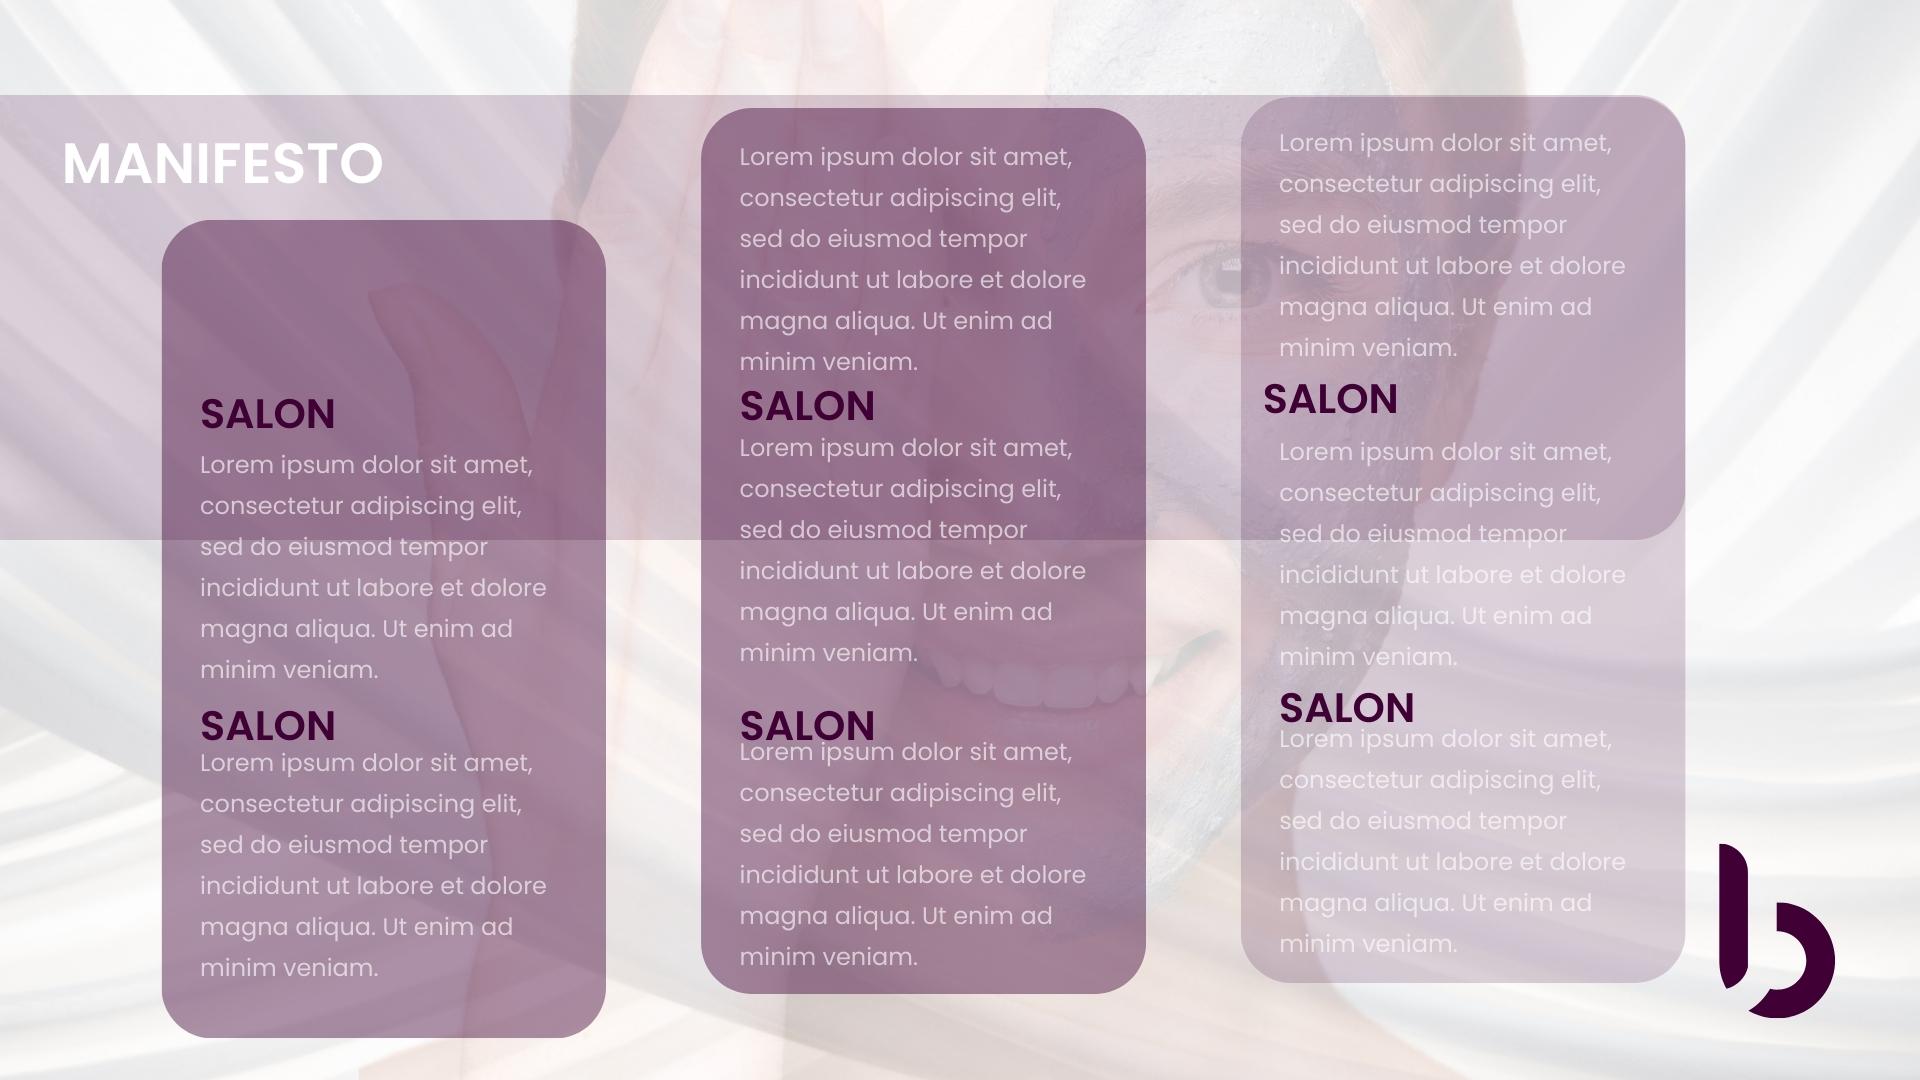 MANIFESTO
SALON
Lorem ipsum dolor sit amet,
consectetur adipiscing elit,
sed do eiusmod tempor
incididunt ut labore et dolore
magna aliqua. Ut enim ad
minim veniam.
SALON
Lorem ipsum dolor sit amet,
consectetur adipiscing elit,
sed do eiusmod tempor
incididunt ut labore et dolore
magna aliqua. Ut enim ad
minim veniam.
Lorem ipsum dolor sit amet,
consectetur adipiscing elit,
sed do eiusmod tempor
incididunt ut labore et dolore
magna aliqua. Ut enim ad
minim veniam.
SALON
Lorem ipsum dolor sit amet,
consectetur adipiscing elit,
sed do eiusmod tempor
incididunt ut labore et dolore
magna aliqua. Ut enim ad
minim veniam.
SALON
Lorem ipsum dolor sit amet,
consectetur adipiscing elit,
sed do eiusmod tempor
incididunt ut labore et dolore
magna aliqua. Ut enim ad
minim veniam.
Lorem ipsum dolor sit amet,
consectetur adipiscing elit,
sed do eiusmod tempor
incididunt ut labore et dolore
magna aliqua. Ut enim ad
minim veniam.
SALON
Lorem ipsum dolor sit amet,
consectetur adipiscing elit,
sed do eiusmod tempor
incididunt ut labore et dolore
magna aliqua. Ut enim ad
minim veniam.
SALON
Lorem ipsum dolor sit amet,
consectetur adipiscing elit,
sed do eiusmod tempor
incididunt ut labore et dolore
magna aliqua. Ut enim ad
minim veniam.
b